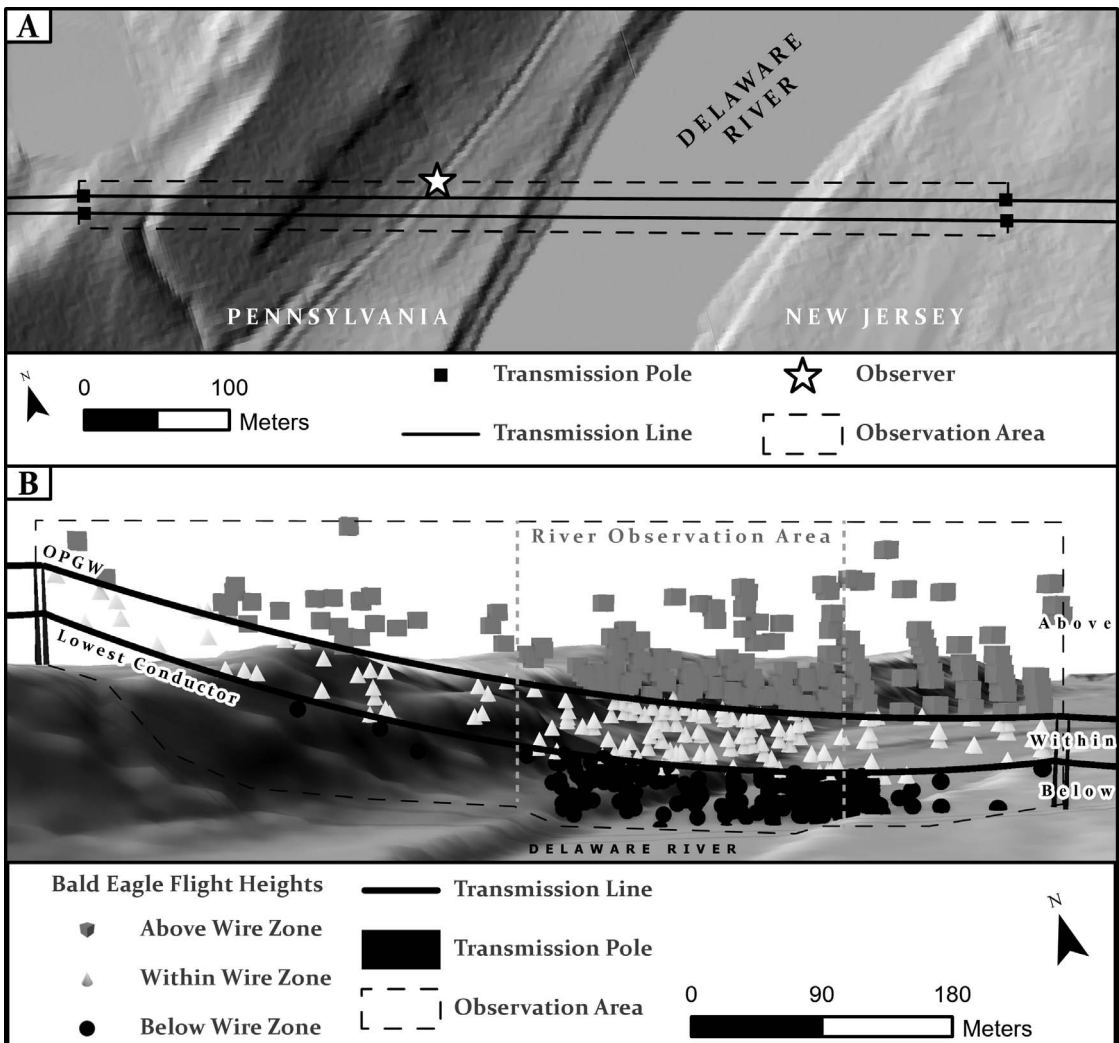 A
DELAWARE
RIVER
PENNSYLVANIA
NEW JERSEY
N
0 100
Meters
Transmission Pole
Observer
Transmission Line
Observation Area
B
River Observation Area
OPGW
Lowest Conductor
Above
Within
Below
DELAWARE RIVER
Bald Eagle Flight Heights
Above Wire Zone
Within Wire Zone
Below Wire Zone
Transmission Line
Transmission Pole
Observation Area
N
0 90 180
Meters